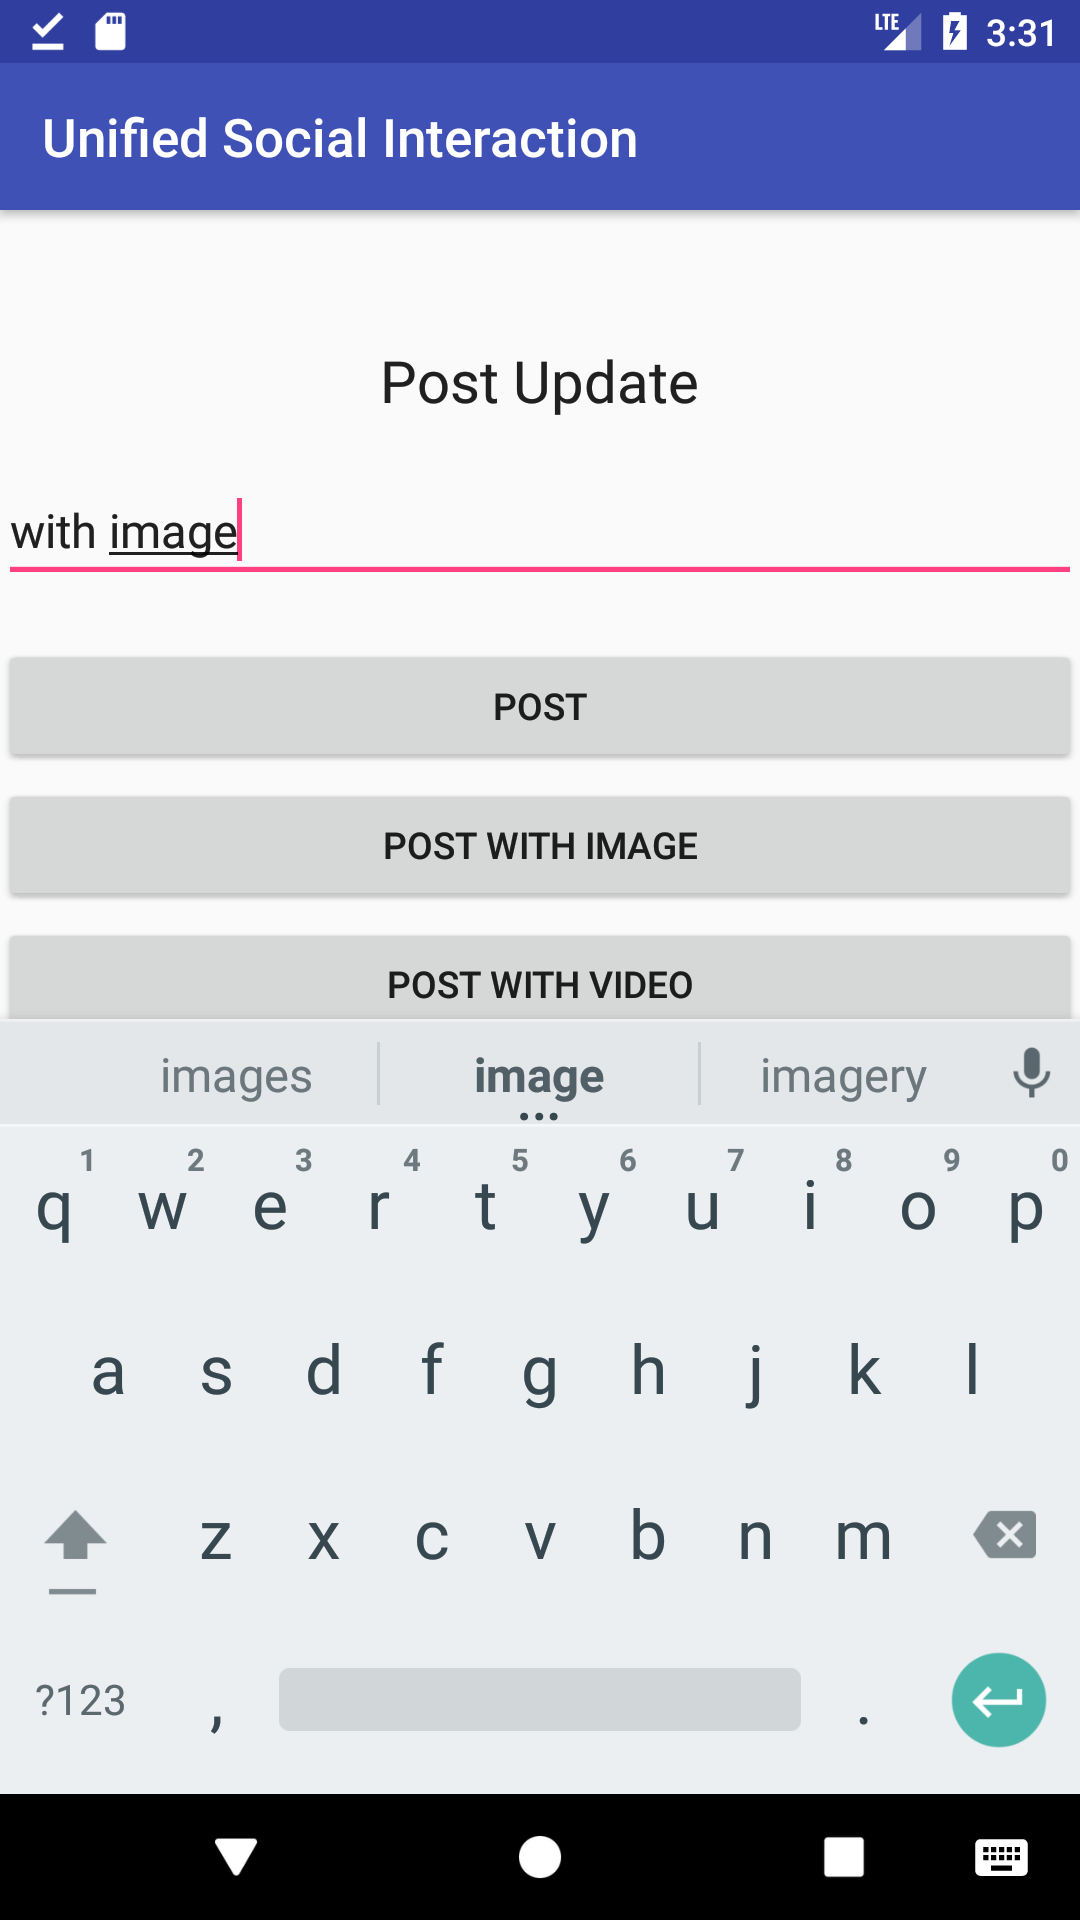 LTE 3:31
Unified Social Interaction
Post Update
with image
POST
POST WITH IMAGE
POST WITH VIDEO
images image imagery
1 2 3 4 5 6 7 8 9 0
q w e r t y u i o p
a s d f g h j k l
z x c v b n m
?123 , .